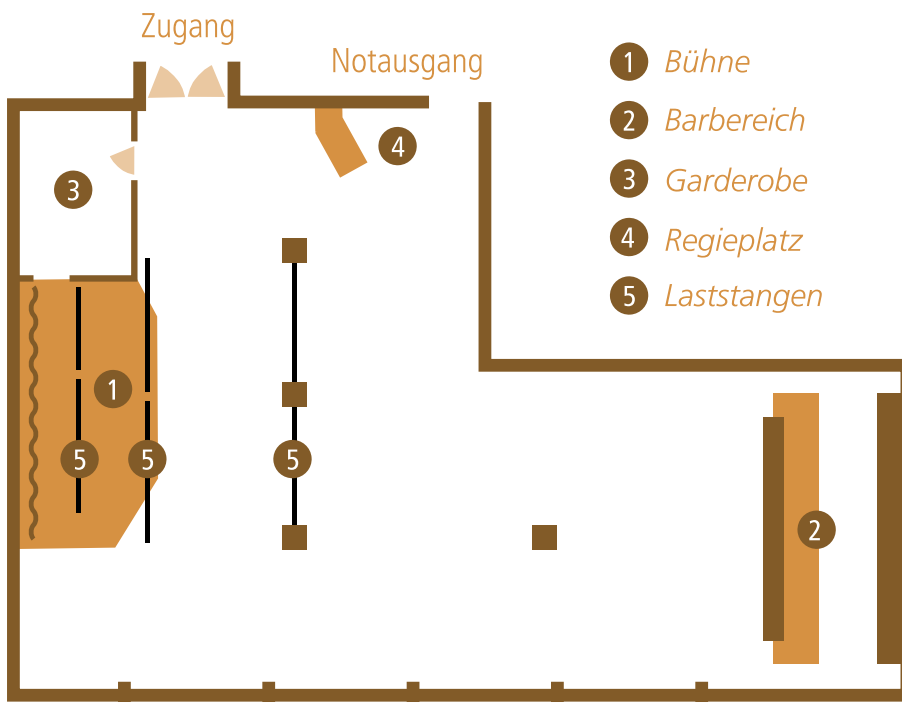 Zugang
Notausgang
1 Bühne
2 Barbereich
3 Garderobe
4 Regieplatz
5 Laststangen
4
3
1
5
5
5
2